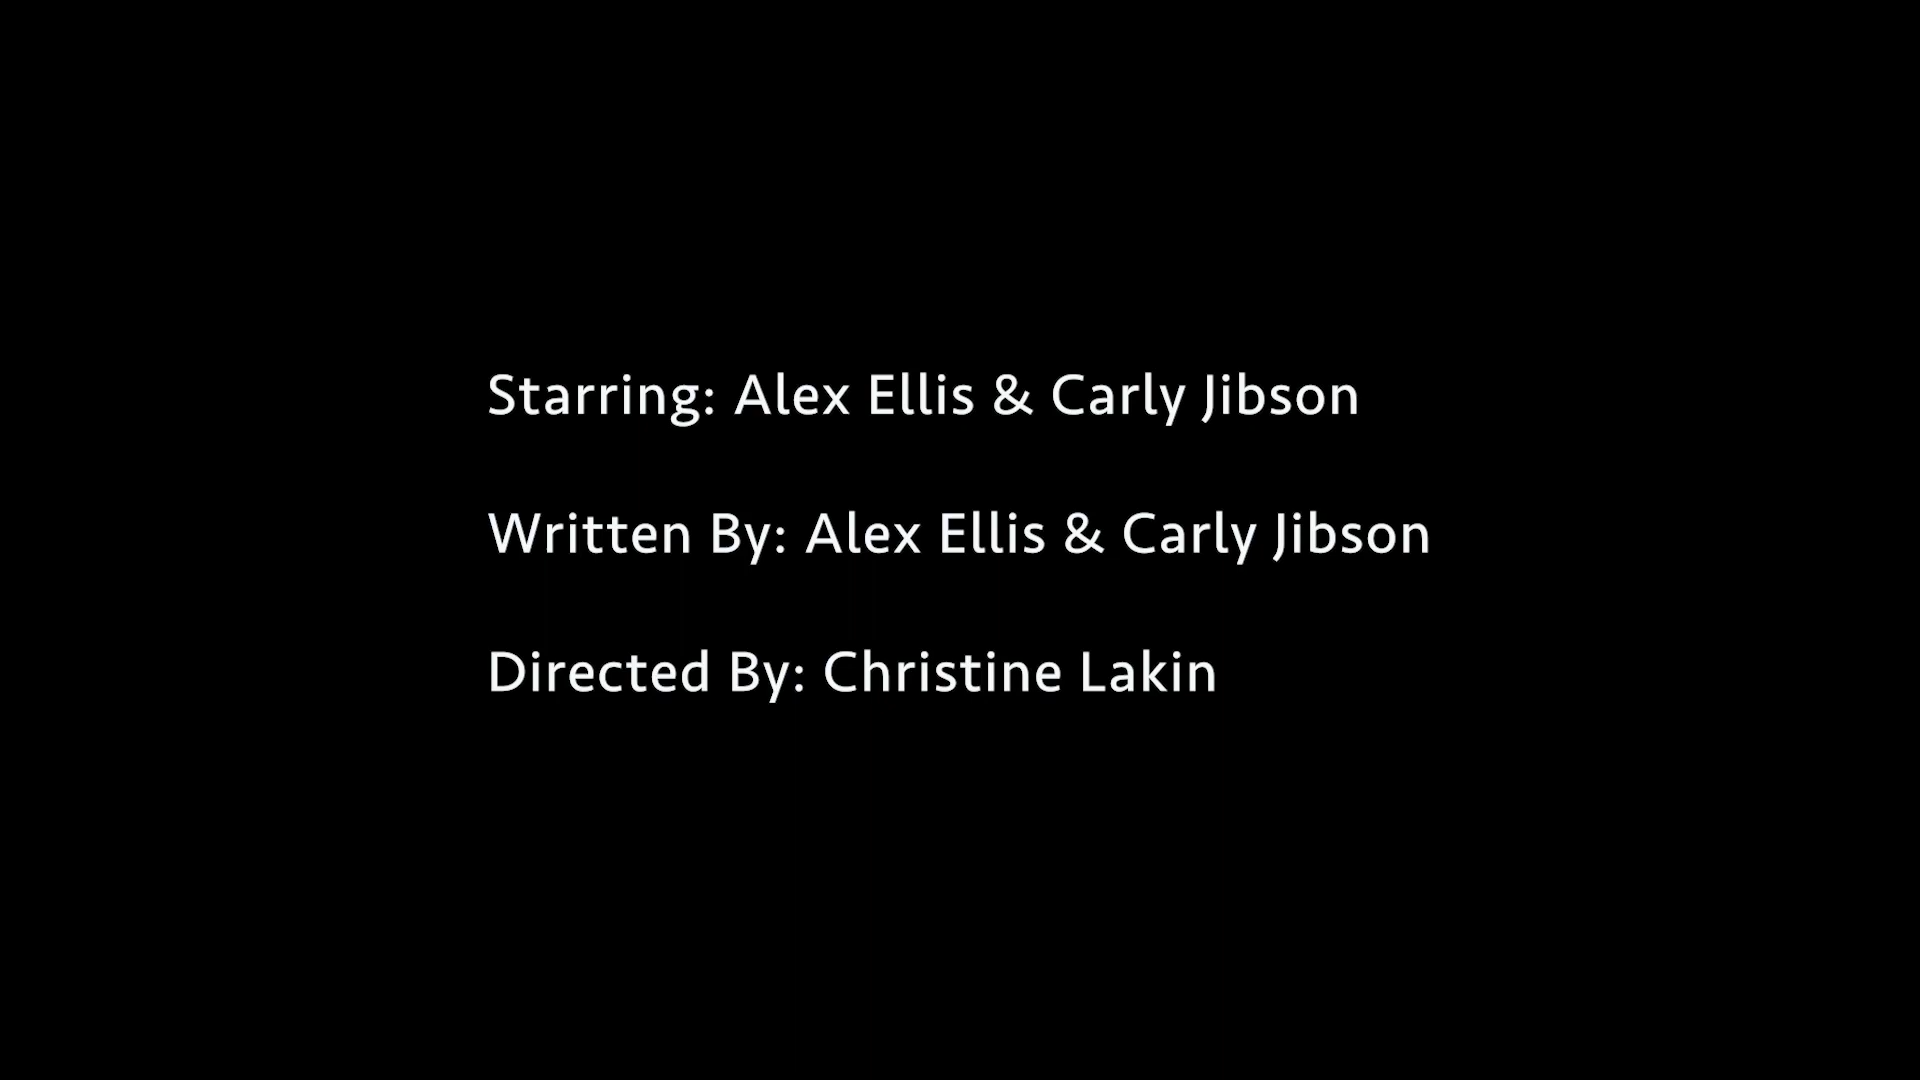 Starring: Alex Ellis & Carly Jibson
Written By: Alex Ellis & Carly Jibson
Directed By: Christine Lakin